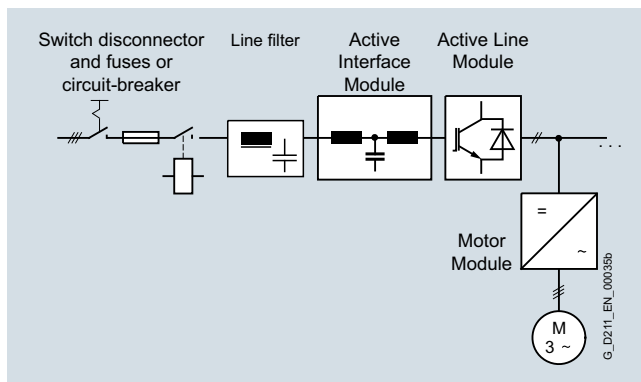 Switch disconnector
and fuses or
circuit-breaker
Line filter
Active
Interface
Module
Active Line
Module
. . .
=
~
Motor
Module
M
3 ~
G_D211_EN_00035b